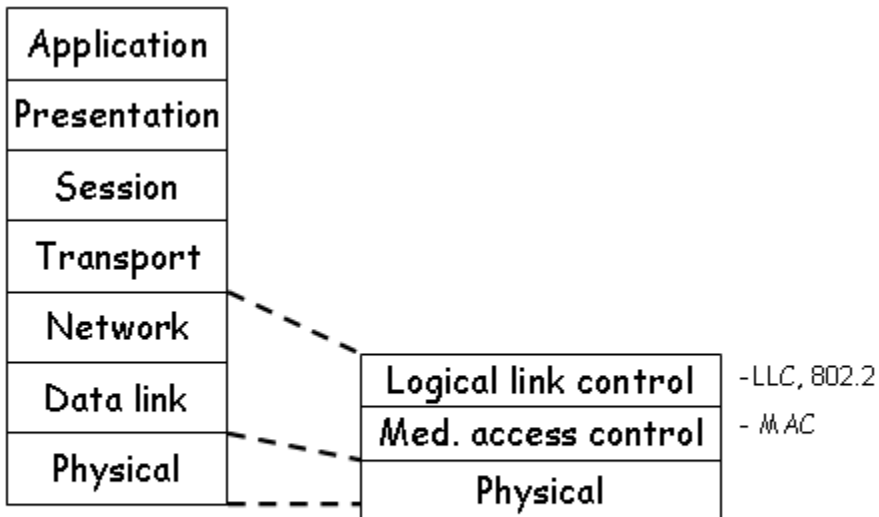 Application
Presentation
Session
Transport
Network
Data link
Physical
Logical link control
-LLC, 802.2
Med. access control
- MAC
Physical